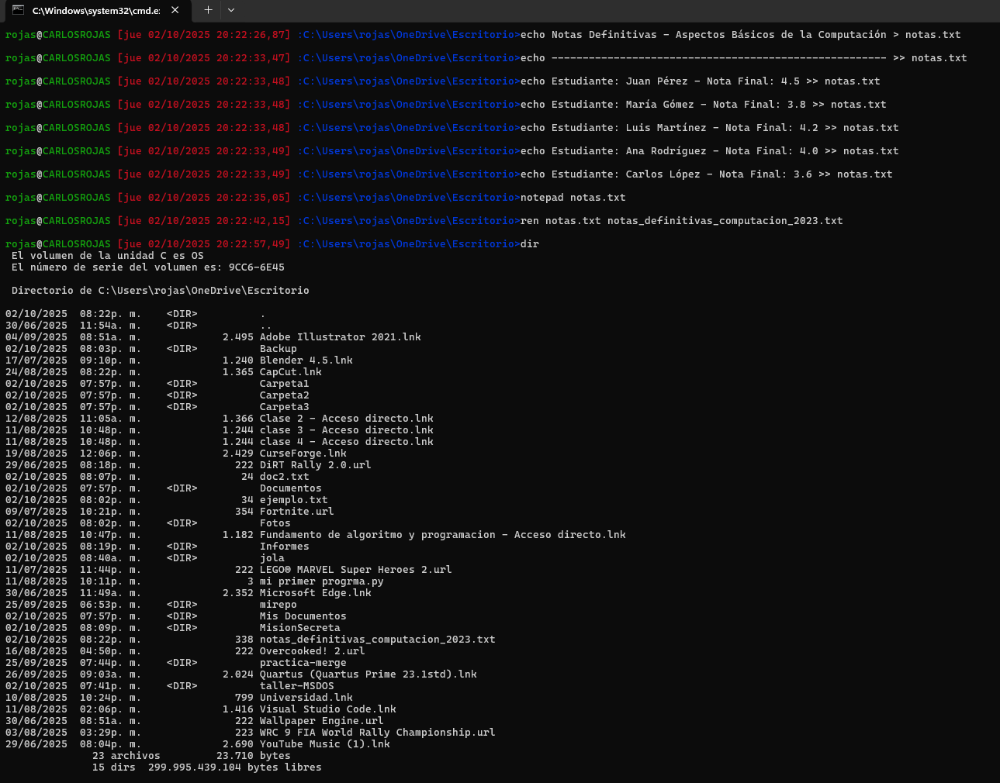 C:\Windows\system32\cmd.e:
rojas@CARLOSROJAS [jue 02/10/2025 20:22:26,87] :C:\Users\rojas\OneDrive\Escritorio>echo Notas Definitivas - Aspectos Básicos de la Computación > notas.txt
rojas@CARLOSROJAS [jue 02/10/2025 20:22:33,47] :C:\Users\rojas\OneDrive\Escritorio>echo ------------------------------------------------------ >> notas.txt
rojas@CARLOSROJAS [jue 02/10/2025 20:22:33,48] :C:\Users\rojas\OneDrive\Escritorio>echo Estudiante: Juan Pérez - Nota Final: 4.5 >> notas.txt
rojas@CARLOSROJAS [jue 02/10/2025 20:22:33,48] :C:\Users\rojas\OneDrive\Escritorio>echo Estudiante: María Gómez - Nota Final: 3.8 >> notas.txt
rojas@CARLOSROJAS [jue 02/10/2025 20:22:33,48] :C:\Users\rojas\OneDrive\Escritorio>echo Estudiante: Luis Martínez - Nota Final: 4.2 >> notas.txt
rojas@CARLOSROJAS [jue 02/10/2025 20:22:33,49] :C:\Users\rojas\OneDrive\Escritorio>echo Estudiante: Ana Rodríguez - Nota Final: 4.0 >> notas.txt
rojas@CARLOSROJAS [jue 02/10/2025 20:22:33,49] :C:\Users\rojas\OneDrive\Escritorio>echo Estudiante: Carlos López - Nota Final: 3.6 >> notas.txt
rojas@CARLOSROJAS [jue 02/10/2025 20:22:35,05] :C:\Users\rojas\OneDrive\Escritorio>notepad notas.txt
rojas@CARLOSROJAS [jue 02/10/2025 20:22:42,15] :C:\Users\rojas\OneDrive\Escritorio>ren notas.txt notas_definitivas_computacion_2023.txt
rojas@CARLOSROJAS [jue 02/10/2025 20:22:57,49] :C:\Users\rojas\OneDrive\Escritorio>dir
El volumen de la unidad C es OS
El número de serie del volumen es: 9CC6-6E45
Directorio de C:\Users\rojas\OneDrive\Escritorio
02/10/2025  08:22p. m.    <DIR>          .
30/06/2025  11:54a. m.    <DIR>          ..
04/09/2025  08:51a. m.             2.495 Adobe Illustrator 2021.lnk
02/10/2025  08:03p. m.    <DIR>          Backup
17/07/2025  09:10p. m.             1.240 Blender 4.5.lnk
24/08/2025  08:22p. m.             1.365 CapCut.lnk
02/10/2025  07:57p. m.    <DIR>          Carpeta1
02/10/2025  07:57p. m.    <DIR>          Carpeta2
02/10/2025  07:57p. m.    <DIR>          Carpeta3
12/08/2025  11:05a. m.             1.366 Clase 2 - Acceso directo.lnk
11/08/2025  10:48p. m.             1.244 clase 3 - Acceso directo.lnk
11/08/2025  10:48p. m.             1.244 clase 4 - Acceso directo.lnk
19/08/2025  12:06p. m.             2.429 CurseForge.lnk
29/06/2025  08:18p. m.               222 DiRT Rally 2.0.url
02/10/2025  08:07p. m.                24 doc2.txt
02/10/2025  07:57p. m.    <DIR>          Documentos
02/10/2025  08:02p. m.                34 ejemplo.txt
09/07/2025  10:21p. m.               354 Fortnite.url
02/10/2025  08:02p. m.    <DIR>          Fotos
11/08/2025  10:47p. m.             1.182 Fundamento de algoritmo y programacion - Acceso directo.lnk
02/10/2025  08:19p. m.    <DIR>          Informes
02/10/2025  08:40a. m.    <DIR>          jola
11/07/2025  11:44p. m.               222 LEGO® MARVEL Super Heroes 2.url
11/08/2025  10:11p. m.                 3 mi primer progrma.py
30/06/2025  11:49a. m.             2.352 Microsoft Edge.lnk
25/09/2025  06:53p. m.    <DIR>          mirepo
02/10/2025  07:57p. m.    <DIR>          Mis Documentos
02/10/2025  08:09p. m.    <DIR>          MisionSecreta
02/10/2025  08:22p. m.               338 notas_definitivas_computacion_2023.txt
16/08/2025  04:50p. m.               222 Overcooked! 2.url
25/09/2025  07:44p. m.    <DIR>          practica-merge
26/09/2025  09:03a. m.             2.024 Quartus (Quartus Prime 23.1std).lnk
02/10/2025  07:41p. m.    <DIR>          taller-MSDOS
10/08/2025  10:24p. m.               799 Universidad.lnk
11/08/2025  02:06p. m.             1.416 Visual Studio Code.lnk
30/06/2025  08:51a. m.               222 Wallpaper Engine.url
03/08/2025  03:29p. m.               223 WRC 9 FIA World Rally Championship.url
29/06/2025  08:04p. m.             2.690 YouTube Music (1).lnk
23 archivos         23.710 bytes
15 dirs  299.995.439.104 bytes libres